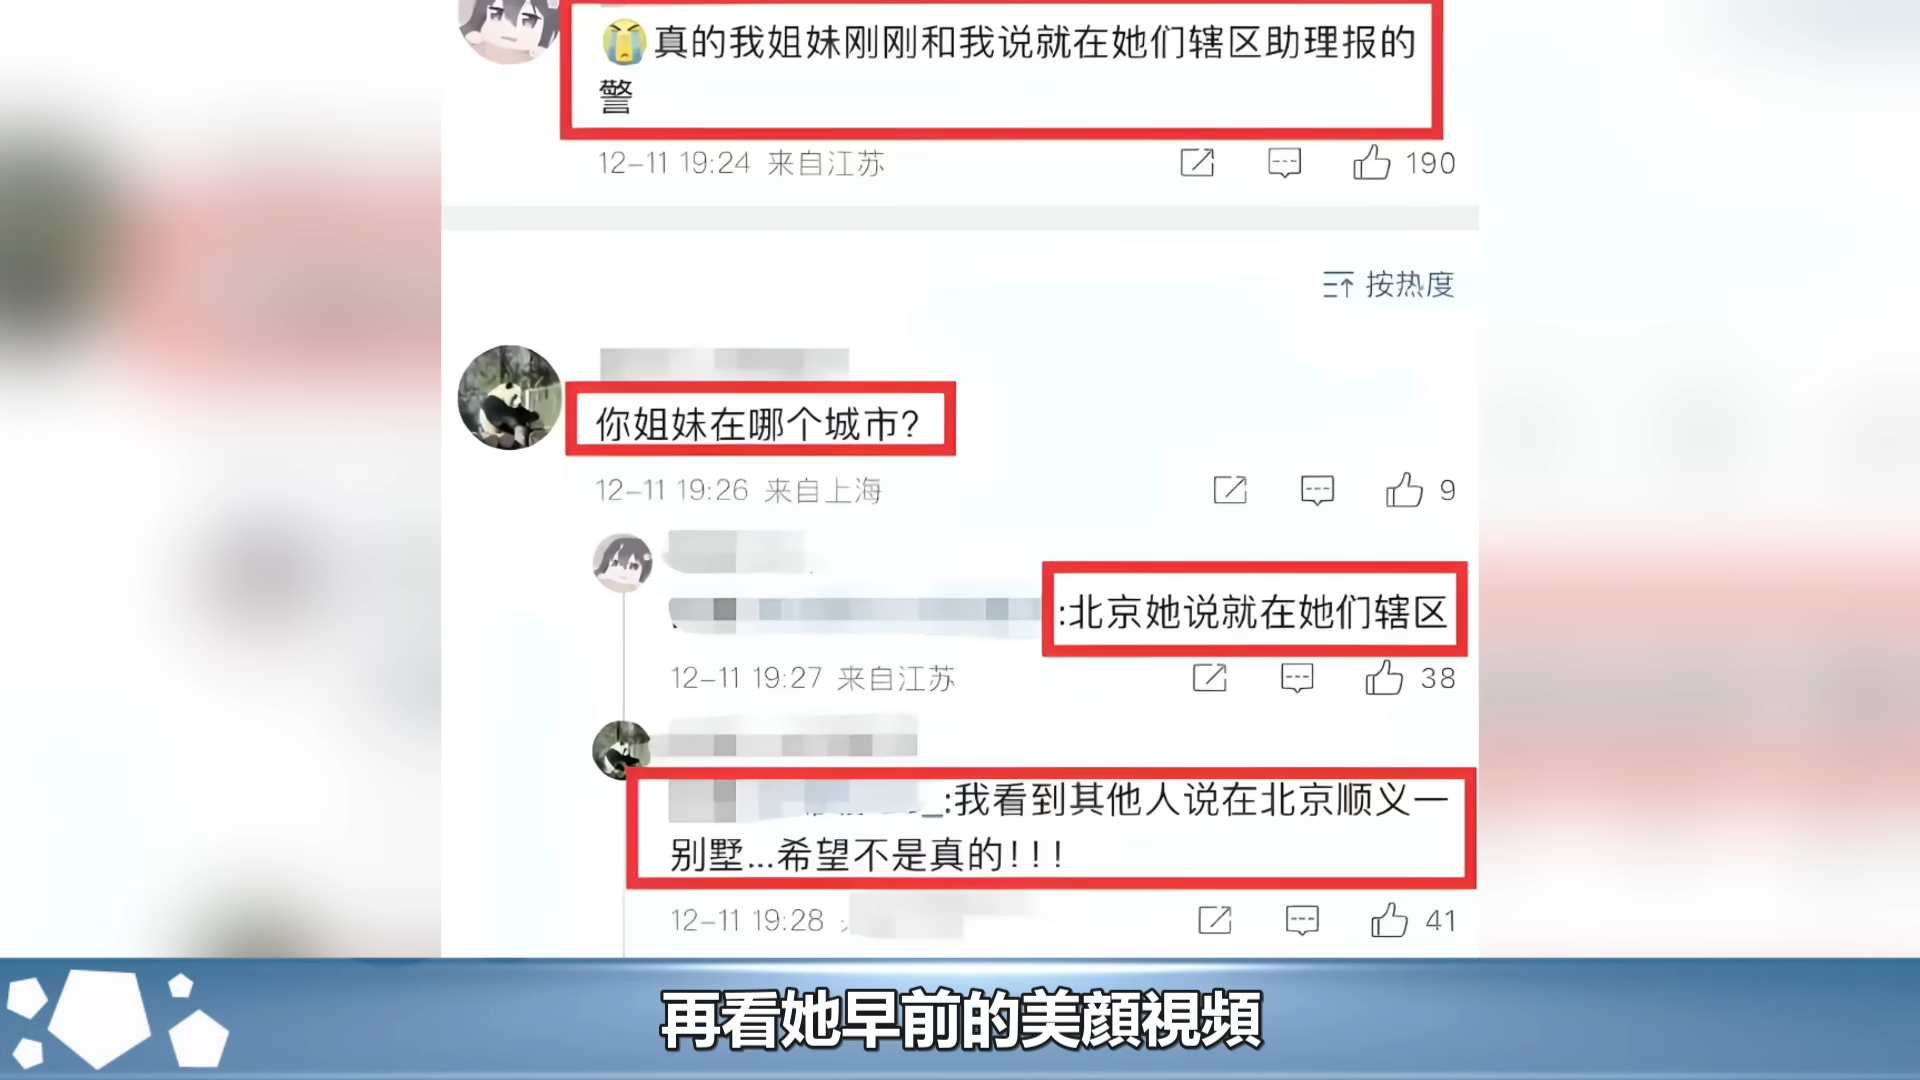 😭真的我姐妹刚刚和我说就在她们辖区助理报的
警
12-11 19:24 来自江苏
190
按热度
你姐妹在哪个城市?
12-11 19:26 来自上海
9
:北京她说就在她们辖区
12-11 19:27 来自江苏
38
_:我看到其他人说在北京顺义一
别墅...希望不是真的!!!
12-11 19:28
41
再看她早前的美顏視頻